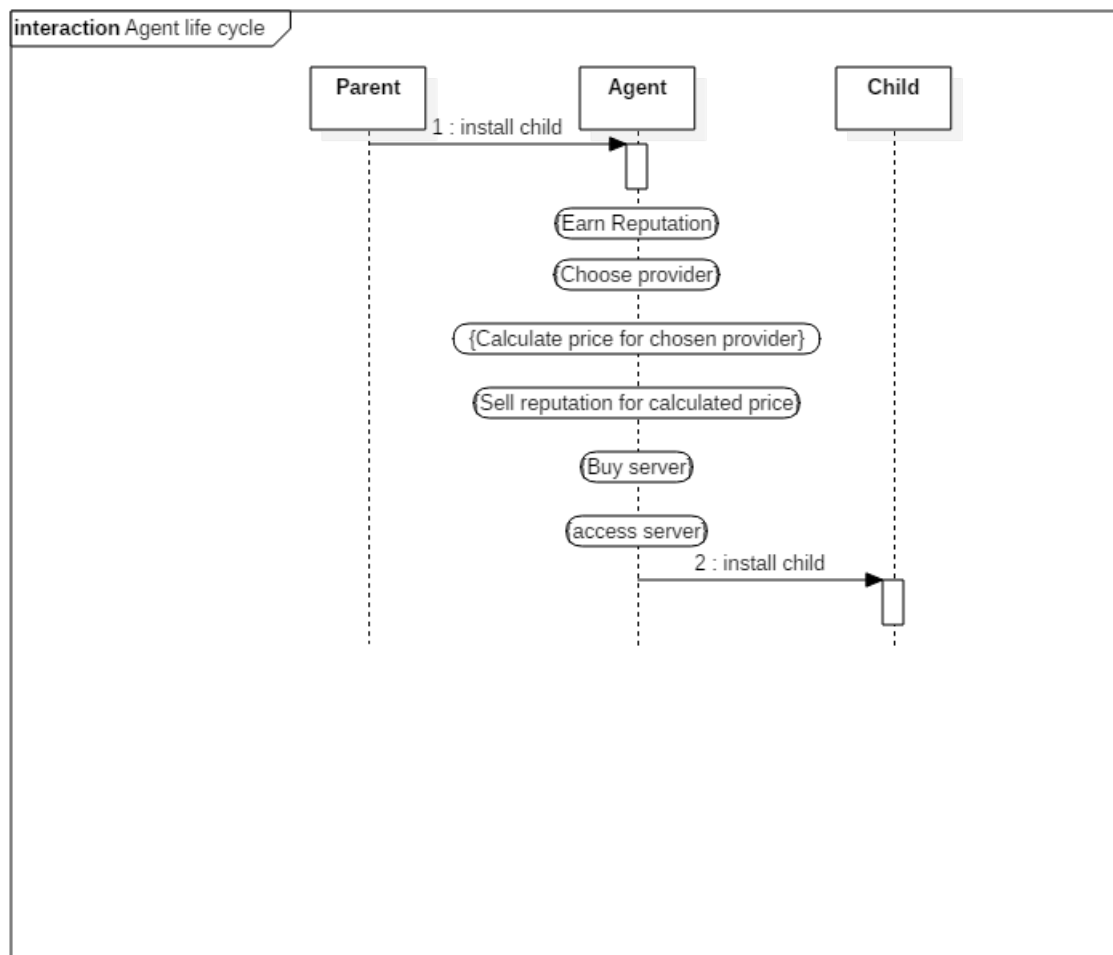 interaction Agent life cycle
Parent
Agent
Child
1 : install child
{Earn Reputation}
{Choose provider}
{Calculate price for chosen provider}
{Sell reputation for calculated price}
{Buy server}
{access server}
2 : install child